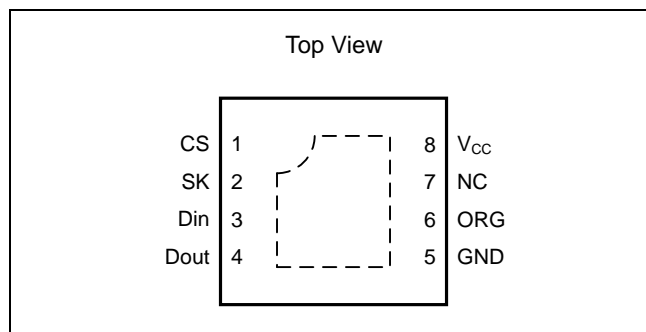 Top View
CS 1 8 VCC
SK 2 7 NC
Din 3 6 ORG
Dout 4 5 GND